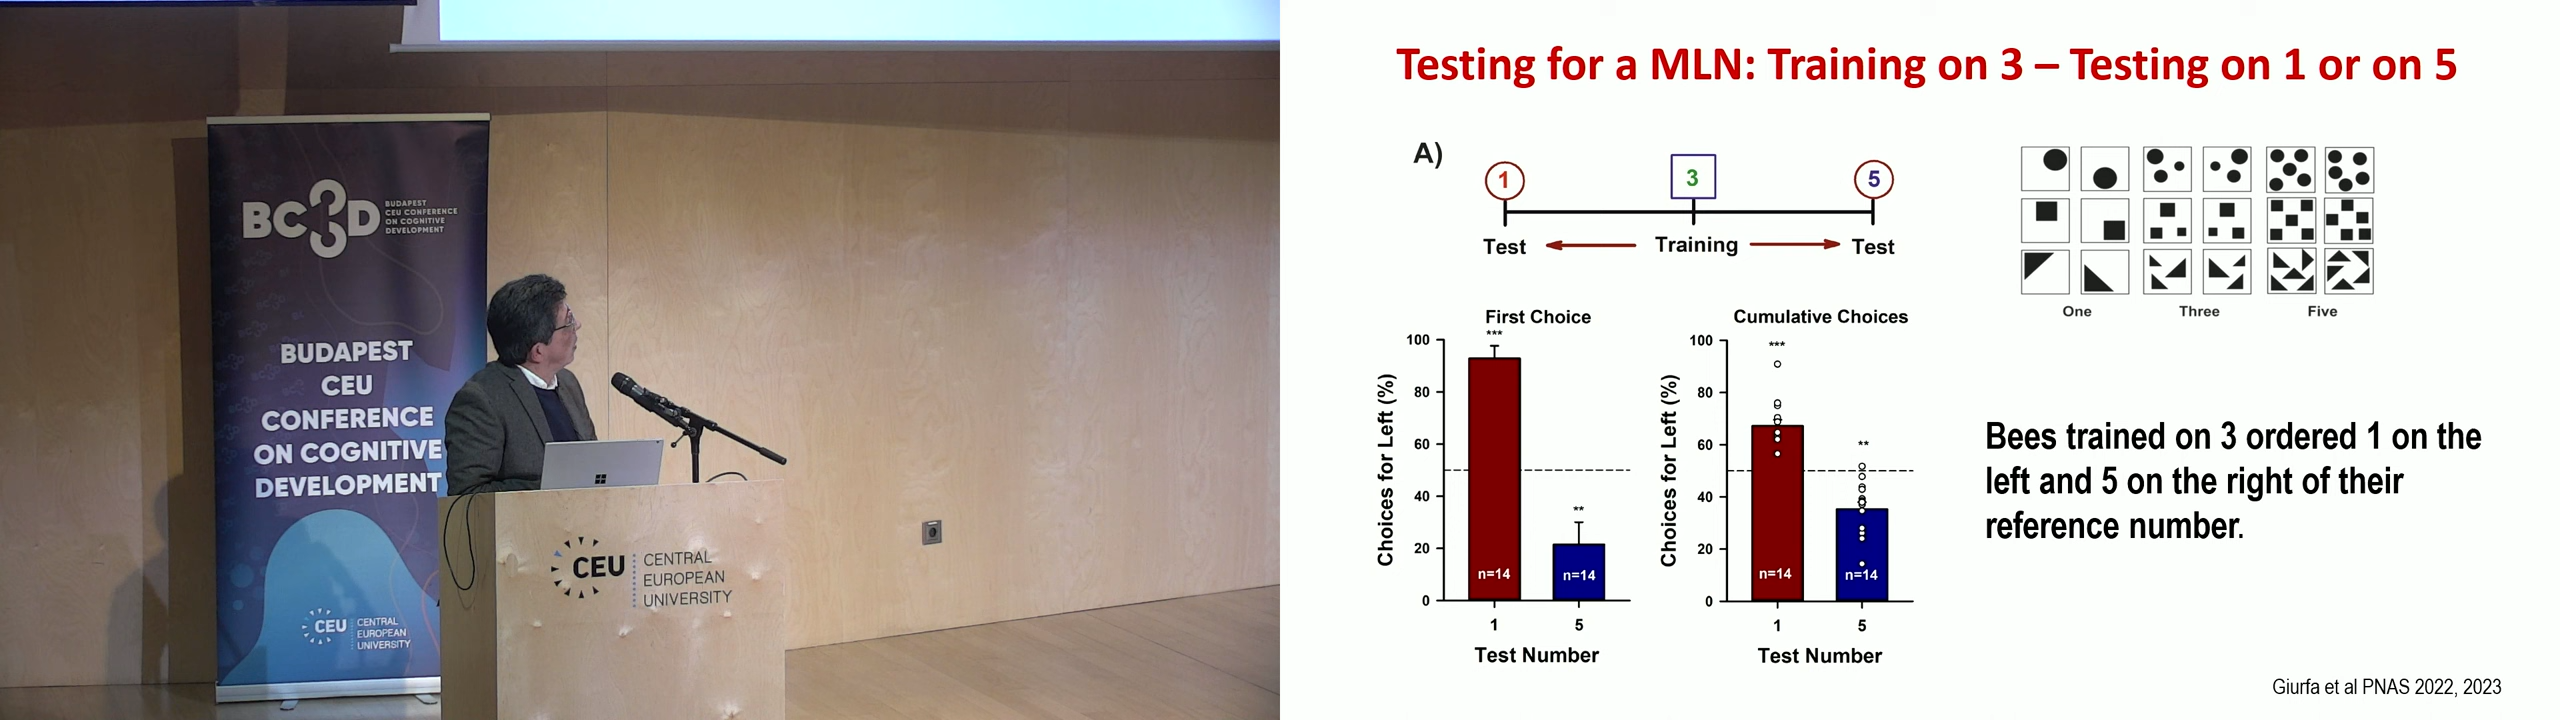 BC3D
BUDAPEST
CEU CONFERENCE
ON COGNITIVE
DEVELOPMENT
BUDAPEST
CEU
CONFERENCE
ON COGNITIVE
DEVELOPMENT
CEU
CENTRAL
EUROPEAN
UNIVERSITY
CEU
CENTRAL
EUROPEAN
UNIVERSITY
Testing for a MLN: Training on 3 – Testing on 1 or on 5
A)
1 3 5
Test Training Test
One Three Five
First Choice
Choices for Left (%)
100
80
60
40
20
0
***
**
n=14 n=14
1 5
Test Number
Cumulative Choices
Choices for Left (%)
100
80
60
40
20
0
***
**
n=14 n=14
1 5
Test Number
Bees trained on 3 ordered 1 on the
left and 5 on the right of their
reference number.
Giurfa et al PNAS 2022, 2023